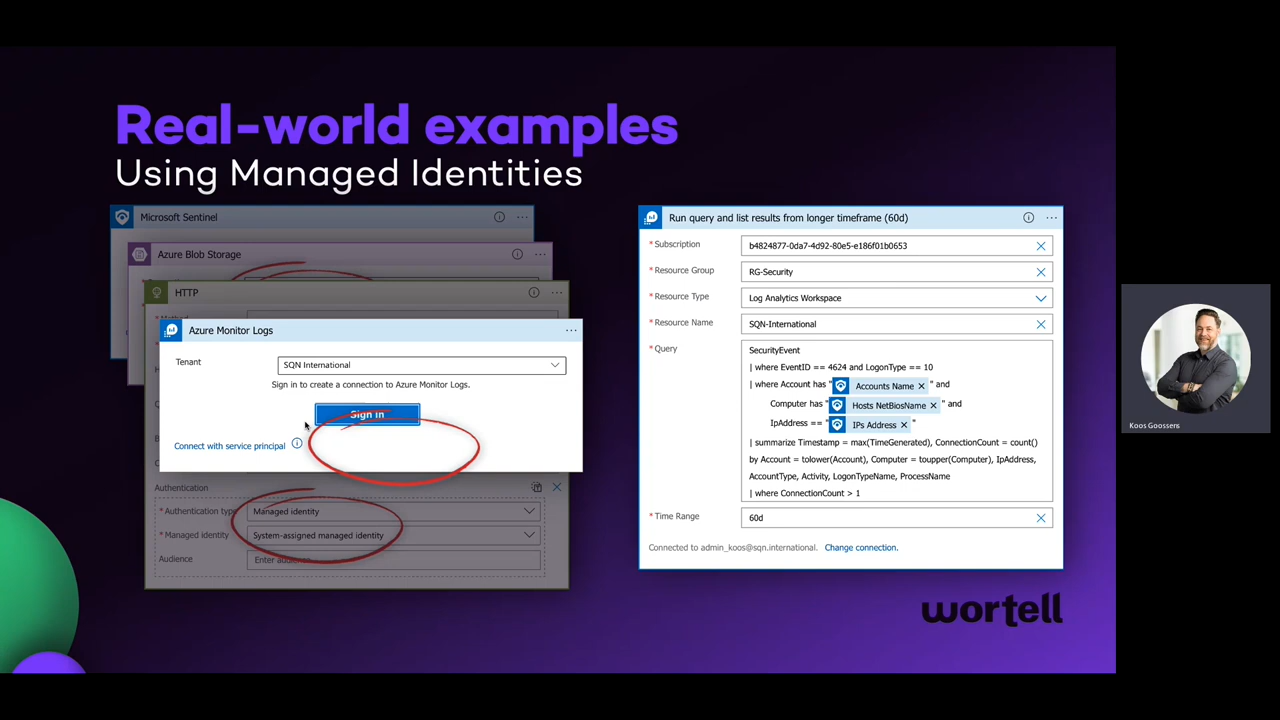 Real-world examples
Using Managed Identities
Microsoft Sentinel
Azure Blob Storage
HTTP
Azure Monitor Logs
Tenant
SQN International
Sign in to create a connection to Azure Monitor Logs.
Sign in
Connect with service principal
Authentication
* Authentication type
Managed identity
* Managed identity
System-assigned managed identity
Audience
Enter audience
Run query and list results from longer timeframe (60d)
* Subscription
b4824877-0da7-4d92-80e5-e186f01b0653
* Resource Group
RG-Security
* Resource Type
Log Analytics Workspace
* Resource Name
SQN-International
* Query
SecurityEvent
| where EventID == 4624 and LogonType == 10
| where Account has " Accounts Name × " and
Computer has " Hosts NetBiosName × " and
IpAddress == " IPs Address × "
| summarize Timestamp = max(TimeGenerated), ConnectionCount = count()
by Account = tolower(Account), Computer = toupper(Computer), IpAddress,
AccountType, Activity, LogonTypeName, ProcessName
| where ConnectionCount > 1
* Time Range
60d
Connected to admin_koos@sqn.international. Change connection.
wortell
Koos Goossens